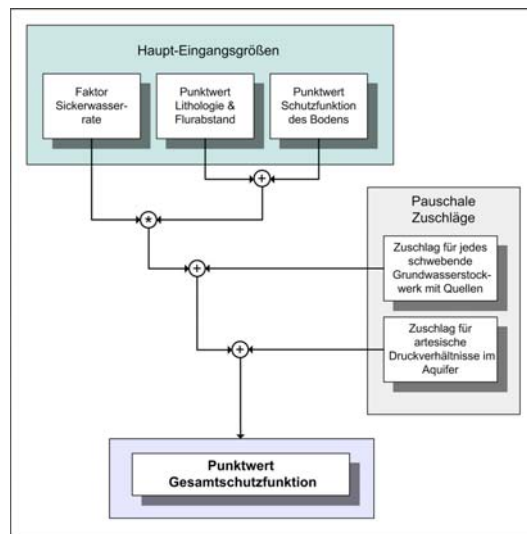 Haupt-Eingangsgrößen
Faktor
Sickerwasser-
rate
Punktwert
Lithologie &
Flurabstand
Punktwert
Schutzfunktion
des Bodens
+
*
Pauschale
Zuschläge
+
Zuschlag für jedes
schwebende
Grundwasserstock-
werk mit Quellen
+
Zuschlag für
artesische
Druckverhältnisse im
Aquifer
Punktwert
Gesamtschutzfunktion